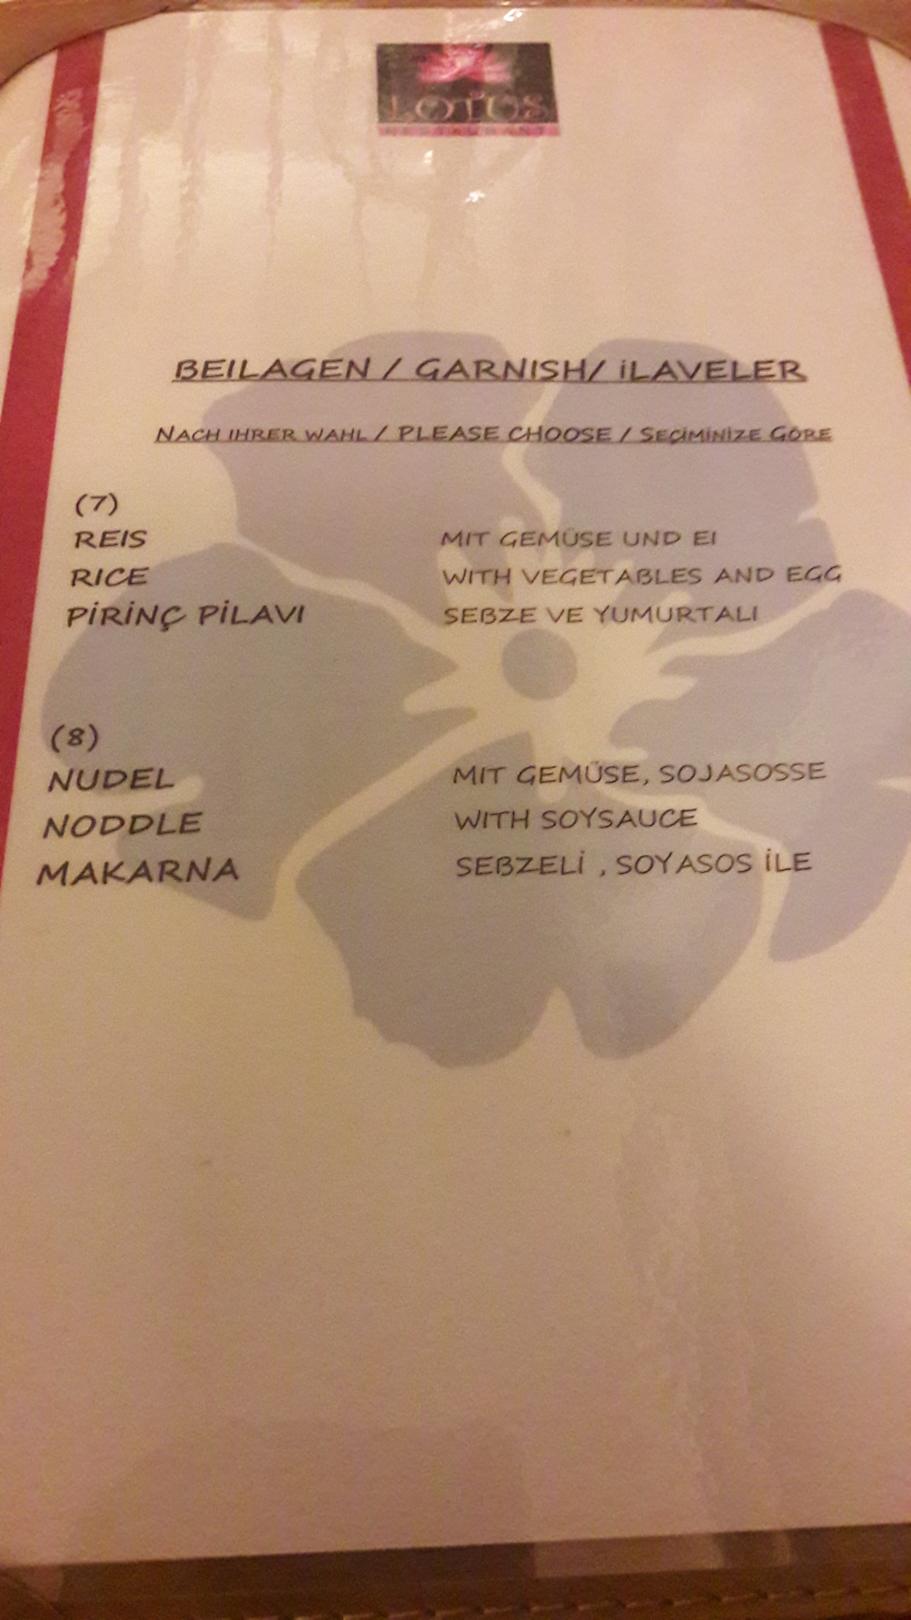 LOTUS
RESTAURANT
BEILAGEN / GARNISH/ İLAVELER
NACH IHRER WAHL / PLEASE CHOOSE / SEÇİMİNİZE GÖRE
(7)
REIS MIT GEMÜSE UND EI
RICE WITH VEGETABLES AND EGG
PİRİNÇ PİLAVI SEBZE VE YUMURTALI
(8)
NUDEL MIT GEMÜSE, SOJASOSSE
NODDLE WITH SOYSAUCE
MAKARNA SEBZELİ , SOYASOS İLE